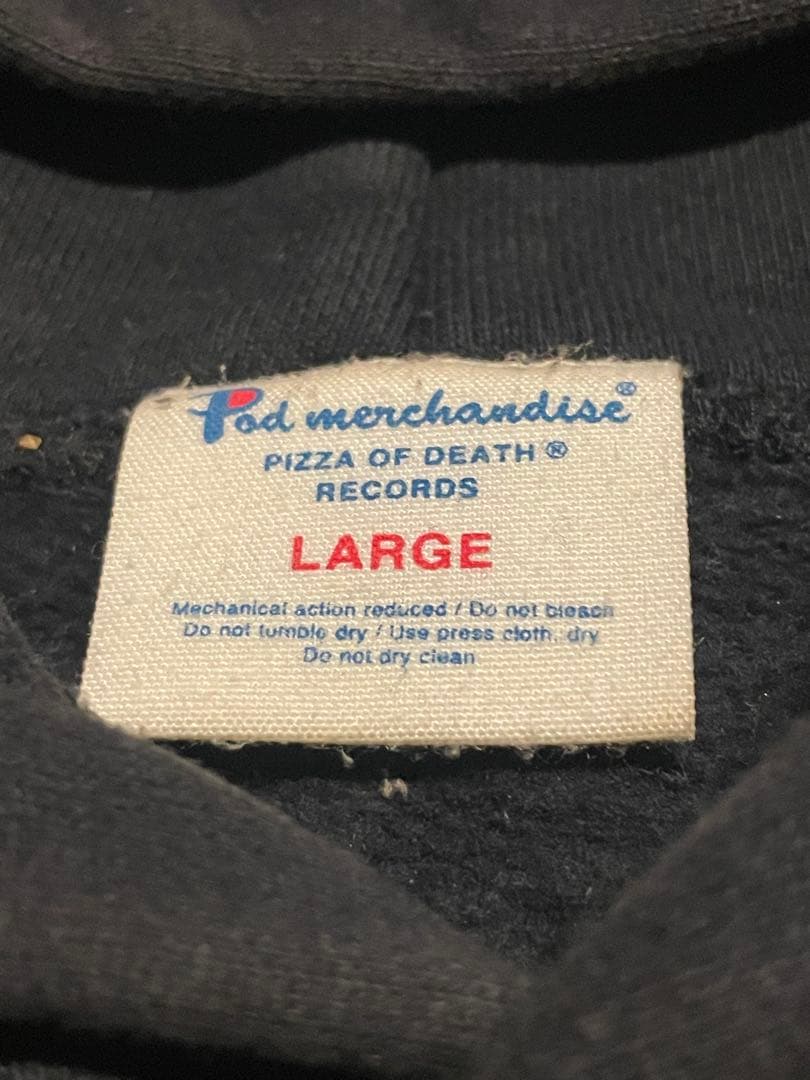 Pod merchandise®
PIZZA OF DEATH ®
RECORDS
LARGE
Mechanical action reduced / Do not bleach
Do not tumble dry / Use press cloth, dry
Do not dry clean